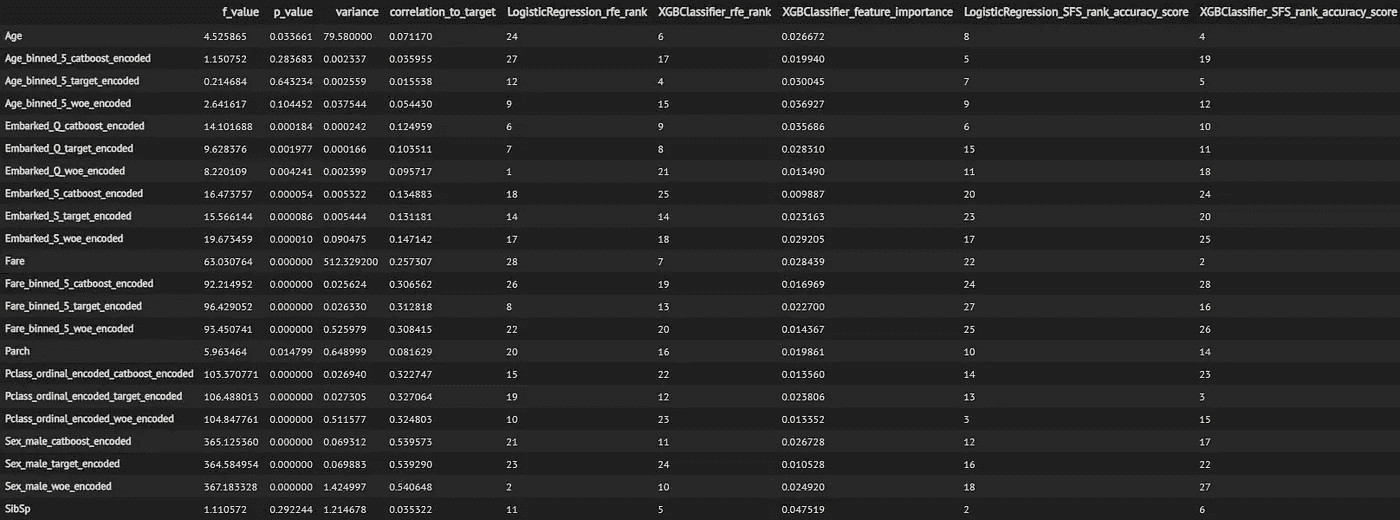 f_value p_value variance correlation_to_target LogisticRegression_rfe_rank XGBClassifier_rfe_rank XGBClassifier_feature_importance LogisticRegression_SFS_rank_accuracy_score XGBClassifier_SFS_rank_accuracy_score
Age 4.525865 0.033661 79.580000 0.071170 24 6 0.026672 8 4
Age_binned_5_catboost_encoded 1.150752 0.283683 0.002337 0.035955 27 17 0.019940 5 19
Age_binned_5_target_encoded 0.214684 0.643234 0.002559 0.015538 12 4 0.030045 7 5
Age_binned_5_woe_encoded 2.641617 0.104452 0.037544 0.054430 9 15 0.036927 9 12
Embarked_Q_catboost_encoded 14.101688 0.000184 0.000242 0.124959 6 9 0.035686 6 10
Embarked_Q_target_encoded 9.628376 0.001977 0.000166 0.103511 7 8 0.028310 15 11
Embarked_Q_woe_encoded 8.220109 0.004241 0.002399 0.095717 1 21 0.013490 11 18
Embarked_S_catboost_encoded 16.473757 0.000054 0.005322 0.134883 18 25 0.009887 20 24
Embarked_S_target_encoded 15.566144 0.000086 0.005444 0.131181 14 14 0.023163 23 20
Embarked_S_woe_encoded 19.673459 0.000010 0.090475 0.147142 17 18 0.029205 17 25
Fare 63.030764 0.000000 512.329200 0.257307 28 7 0.028439 22 2
Fare_binned_5_catboost_encoded 92.214952 0.000000 0.025624 0.306562 26 19 0.016969 24 28
Fare_binned_5_target_encoded 96.429052 0.000000 0.026330 0.312818 8 13 0.022700 27 16
Fare_binned_5_woe_encoded 93.450741 0.000000 0.525979 0.308415 22 20 0.014367 25 26
Parch 5.963464 0.014799 0.648999 0.081629 20 16 0.019861 10 14
Pclass_ordinal_encoded_catboost_encoded 103.370771 0.000000 0.026940 0.322747 15 22 0.013560 14 23
Pclass_ordinal_encoded_target_encoded 106.488013 0.000000 0.027305 0.327064 19 12 0.023806 13 3
Pclass_ordinal_encoded_woe_encoded 104.847761 0.000000 0.511577 0.324803 10 23 0.013352 3 15
Sex_male_catboost_encoded 365.125360 0.000000 0.069312 0.539573 21 11 0.026728 12 17
Sex_male_target_encoded 364.584954 0.000000 0.069883 0.539290 23 24 0.010528 16 22
Sex_male_woe_encoded 367.183328 0.000000 1.424997 0.540648 2 10 0.024920 18 27
SibSp 1.110572 0.292244 1.214678 0.035322 11 5 0.047519 2 6